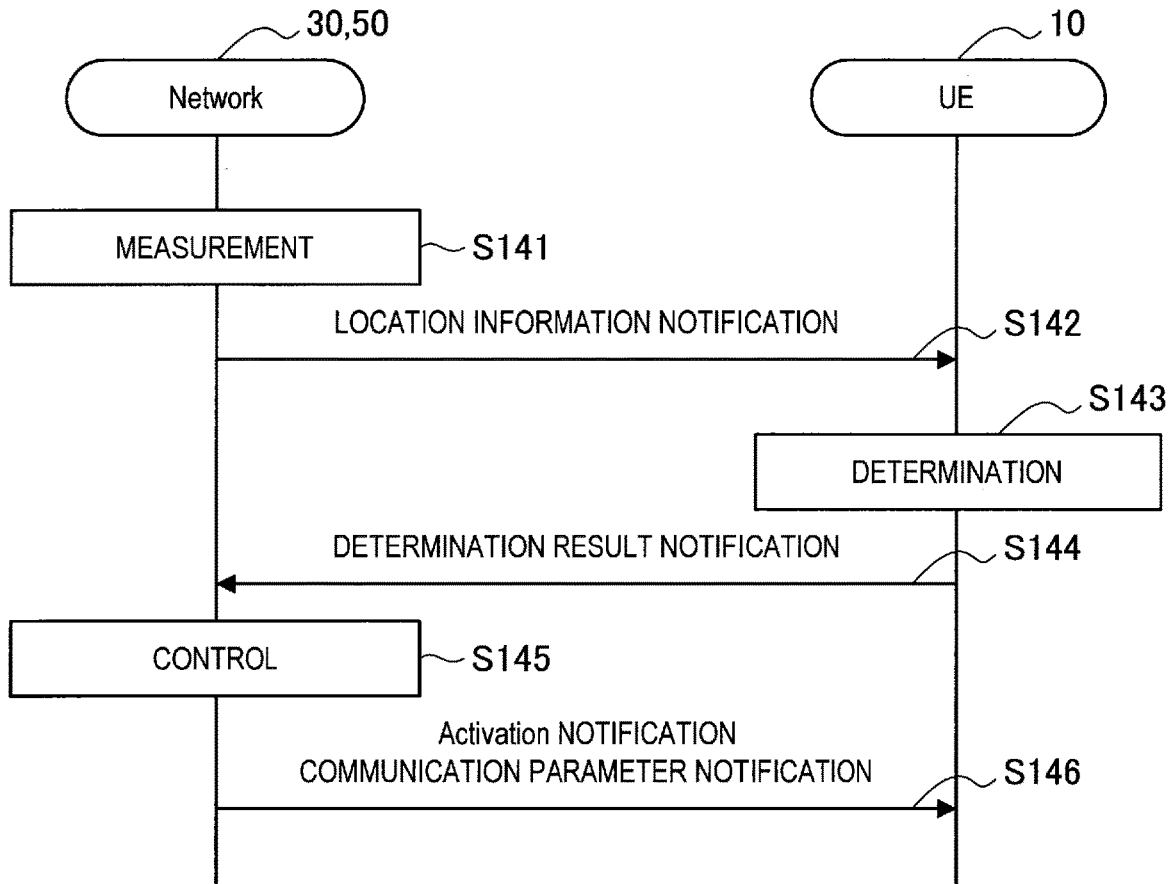 30,50
10
Network
UE
MEASUREMENT
S141
LOCATION INFORMATION NOTIFICATION
S142
S143
DETERMINATION
DETERMINATION RESULT NOTIFICATION
S144
CONTROL
S145
Activation NOTIFICATION
COMMUNICATION PARAMETER NOTIFICATION
S146